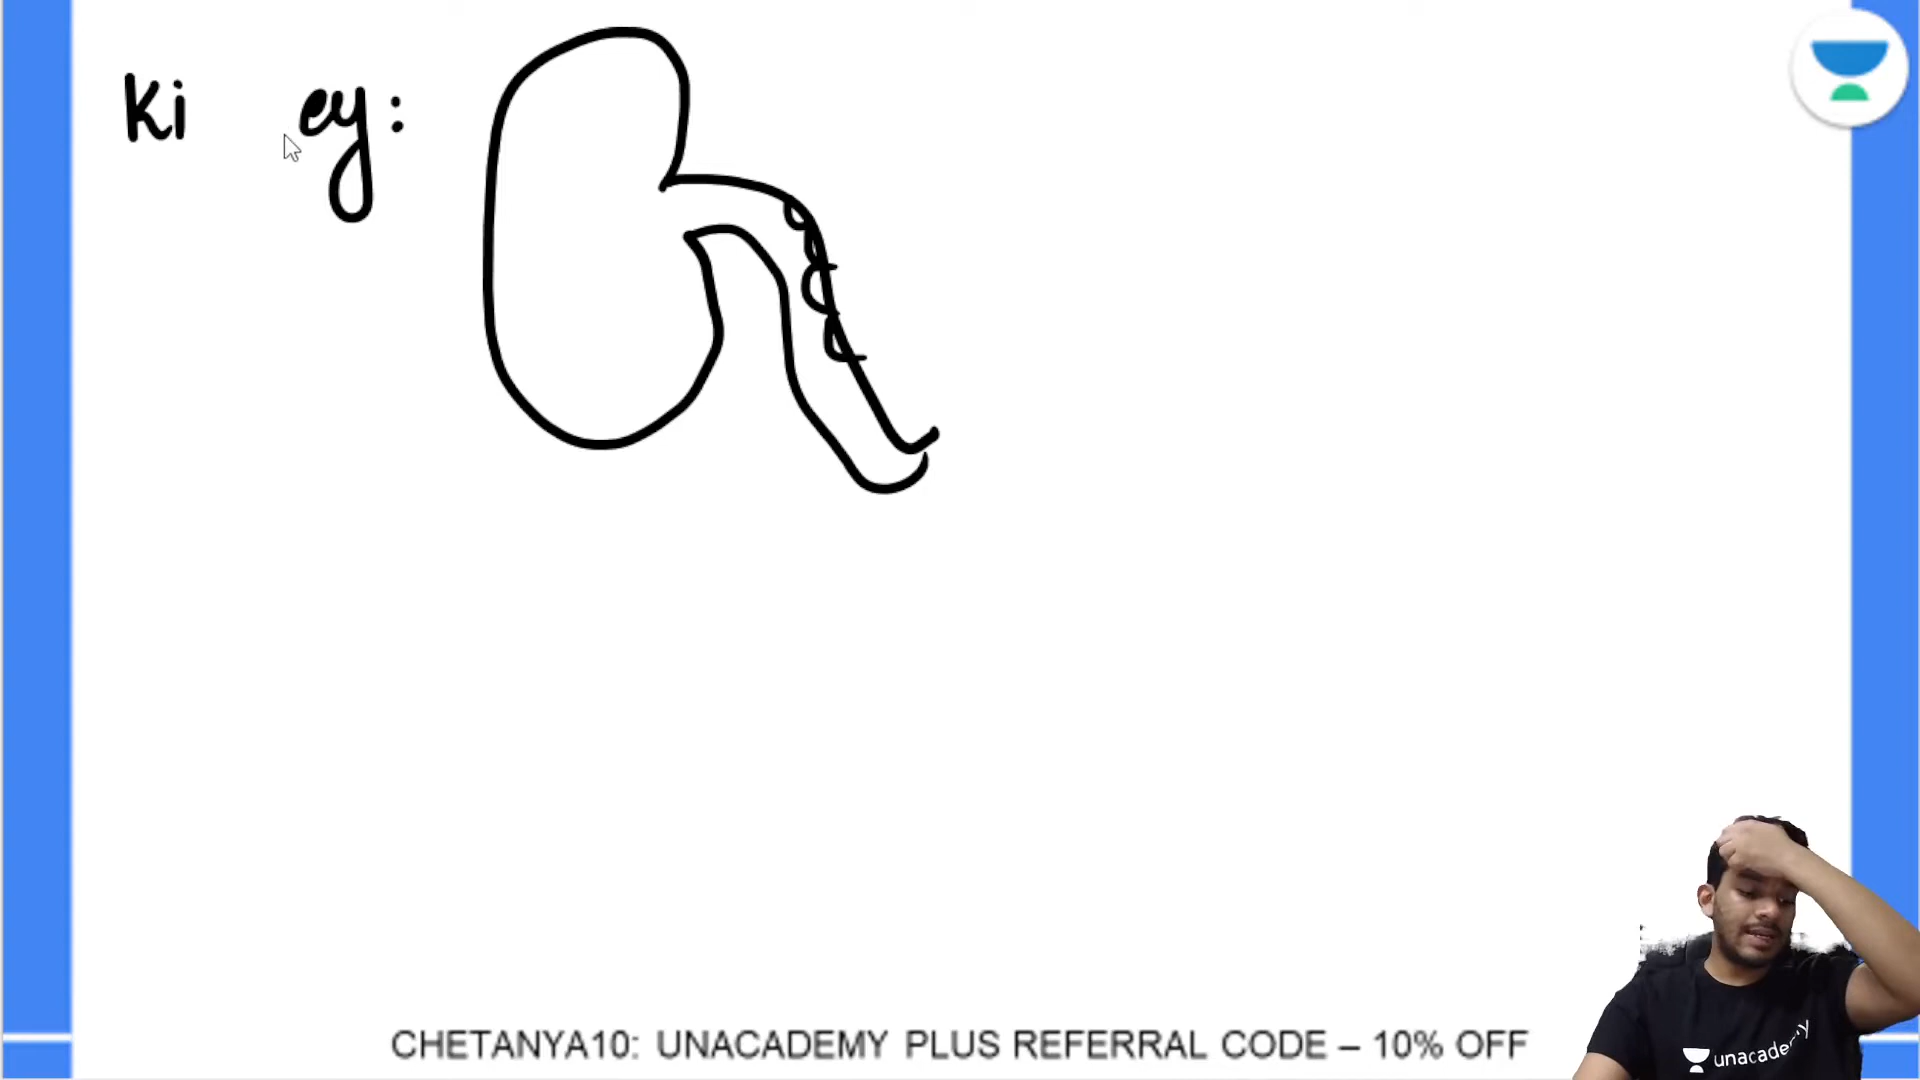 Ki ey:
CHETANYA10: UNACADEMY PLUS REFERRAL CODE – 10% OFF
unacademy